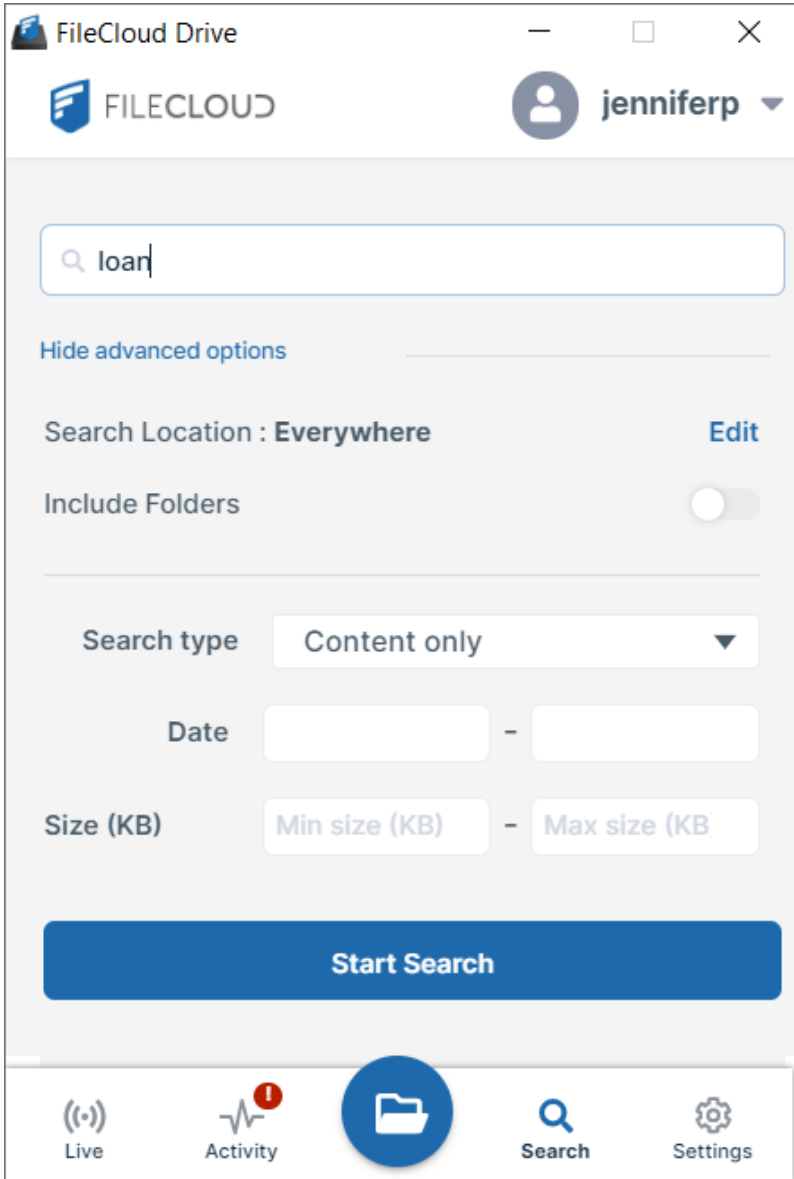 FileCloud Drive
FILECLOUD
jenniferp
loan
Hide advanced options
Search Location : Everywhere
Edit
Include Folders
Search type
Content only
Date
-
Size (KB)
Min size (KB)
-
Max size (KB
Start Search
!
Live
Activity
Search
Settings